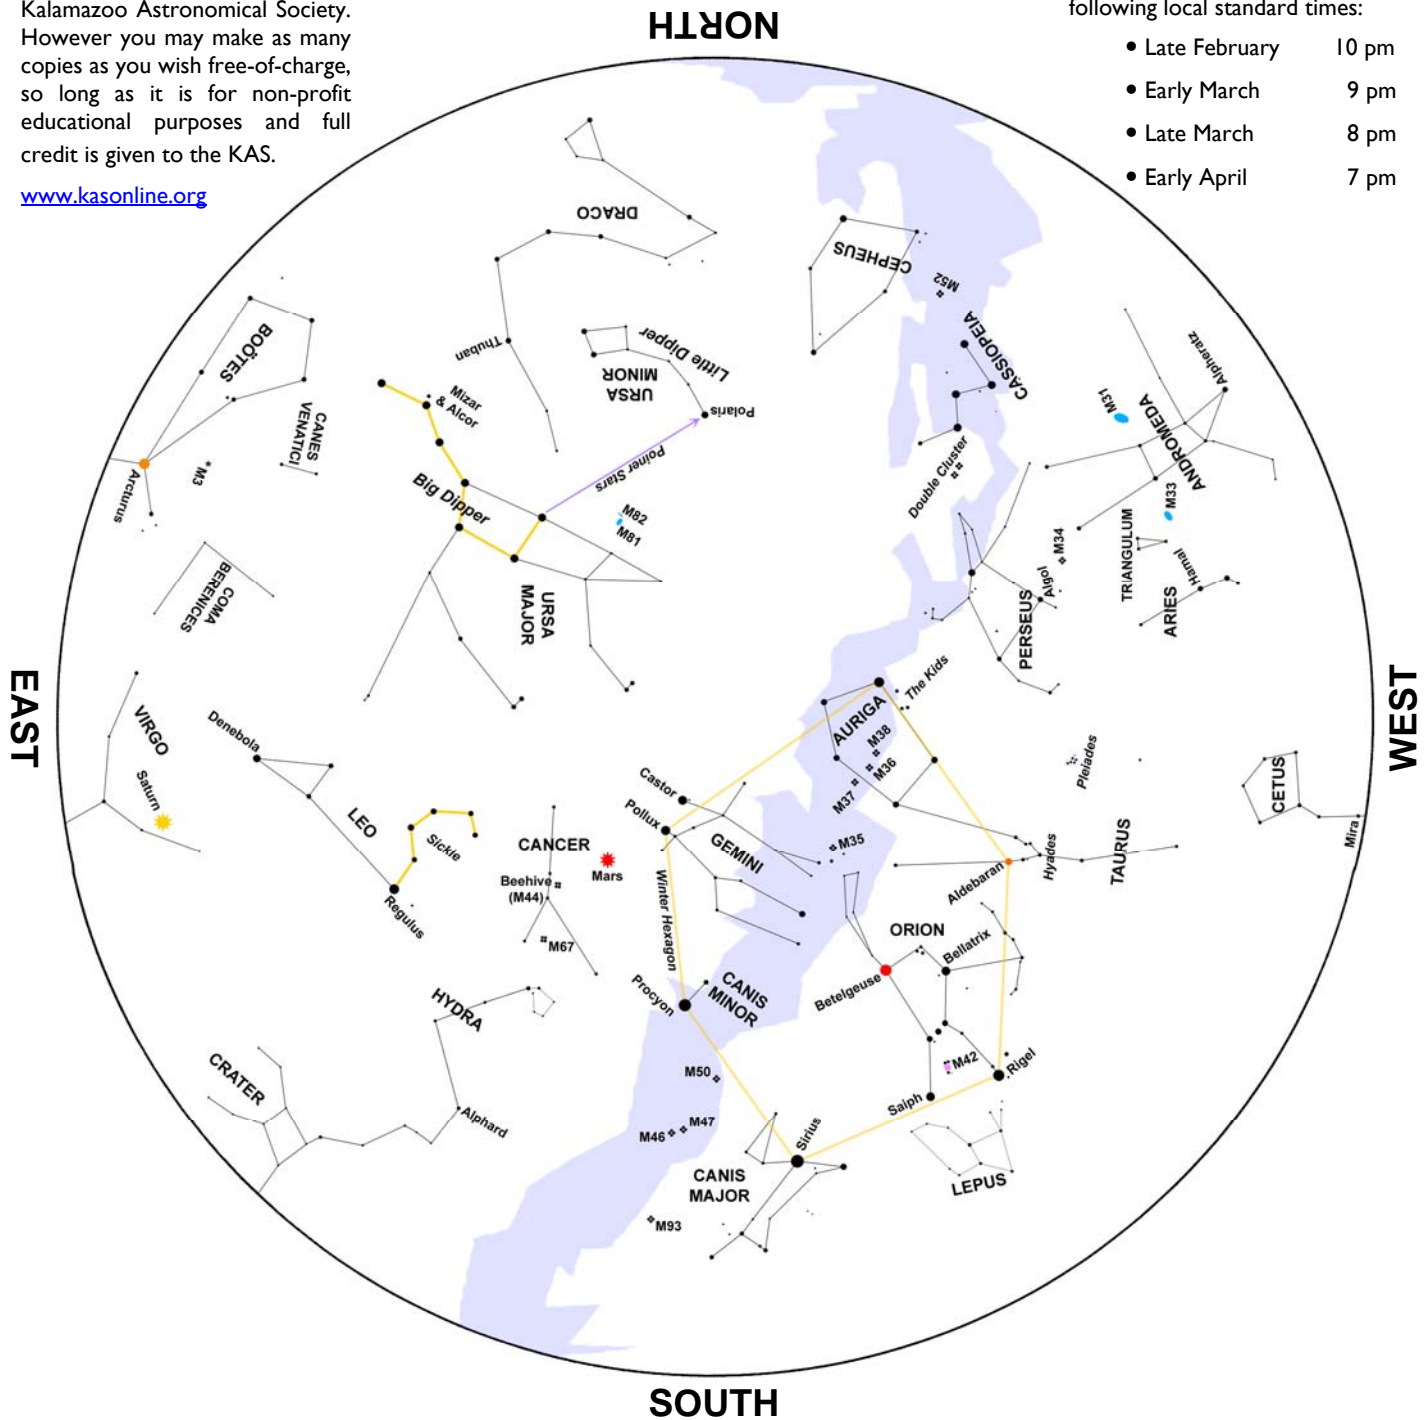 Kalamazoo Astronomical Society.
However you may make as many
copies as you wish free-of-charge,
so long as it is for non-profit
educational purposes and full
credit is given to the KAS.
www.kasonline.org
following local standard times:
• Late February 10 pm
• Early March 9 pm
• Late March 8 pm
• Early April 7 pm
NORTH
DRACO
CEPHEUS
M52
Thuban
Little Dipper
URSA
MINOR
Polaris
CASSIOPEIA
BOÖTES
Mizar
& Alcor
CANES
VENATICI
M3
Arcturus
Big Dipper
Poiner Stars
M82
M81
Double Cluster
M31
Alpheratz
ANDROMEDA
M33
M34
Algol
TRIANGULUM
Hamal
ARIES
PERSEUS
COMA
BERENICES
URSA
MAJOR
EAST
WEST
VIRGO
Saturn
Denebola
LEO
Sickle
Regulus
The Kids
AURIGA
M38
M36
M37
Pleiades
CETUS
Mira
Castor
Pollux
GEMINI
M35
CANCER
Mars
Beehive
(M44)
M67
Winter Hexagon
Hyades
TAURUS
Aldebaran
ORION
Bellatrix
Betelgeuse
Procyon
CANIS
MINOR
HYDRA
CRATER
Alphard
M50
M42
Rigel
Saiph
M47
M46
Sirius
CANIS
MAJOR
LEPUS
M93
SOUTH